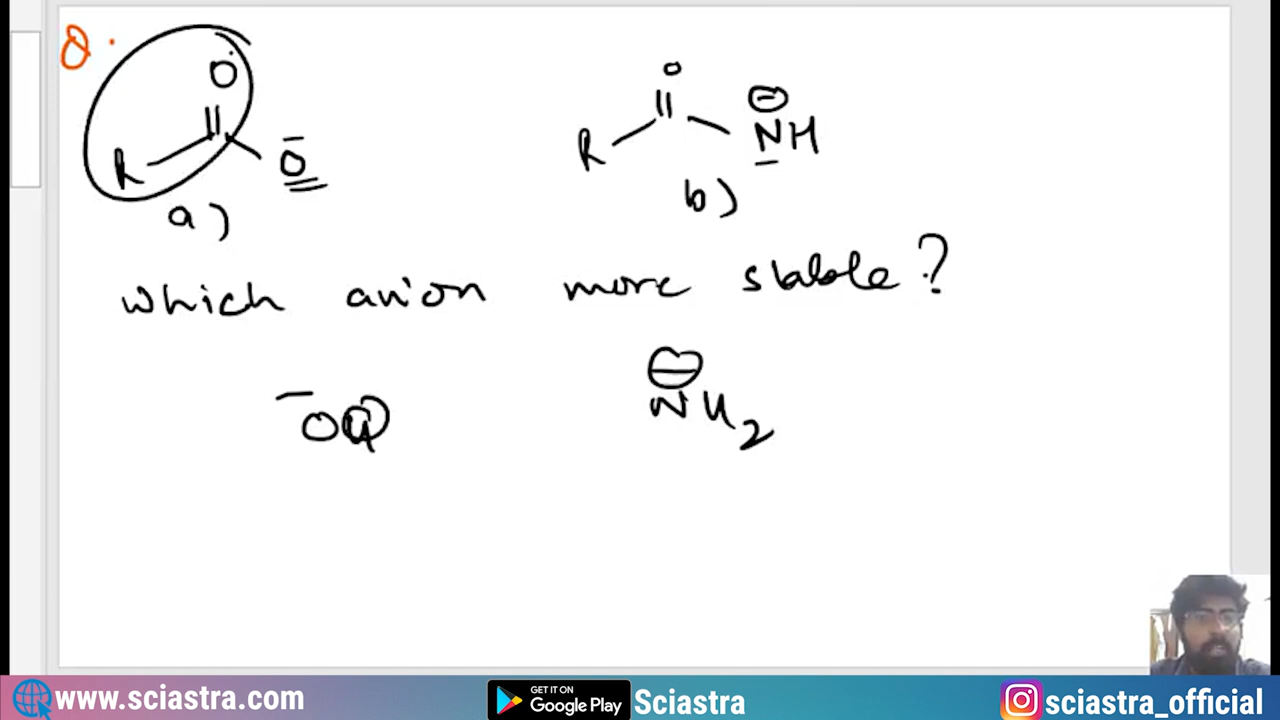 Q.
O O
R O⁻ R ⊖NH
a) b)
which anion more stable?
⁻OH ⊖NH2
www.sciastra.com GET IT ON Google Play Sciastra sciastra_official